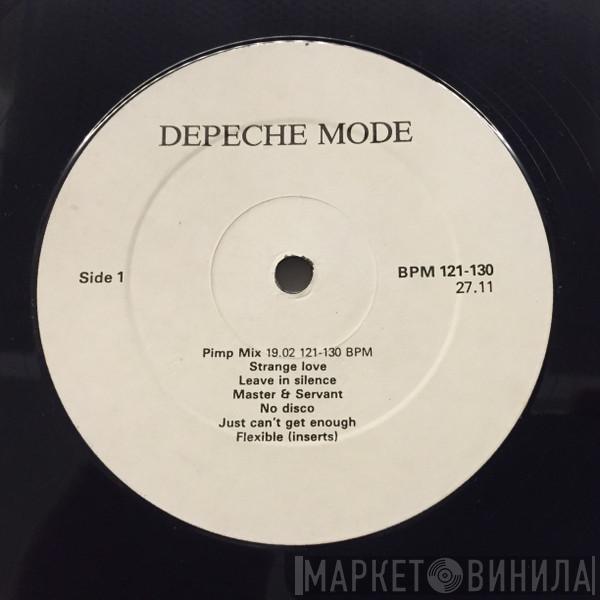 DEPECHE MODE
Side 1
BPM 121-130
27.11
Pimp Mix 19.02 121-130 BPM
Strange love
Leave in silence
Master & Servant
No disco
Just can't get enough
Flexible (inserts)
МАРКЕТ ВИНИЛА